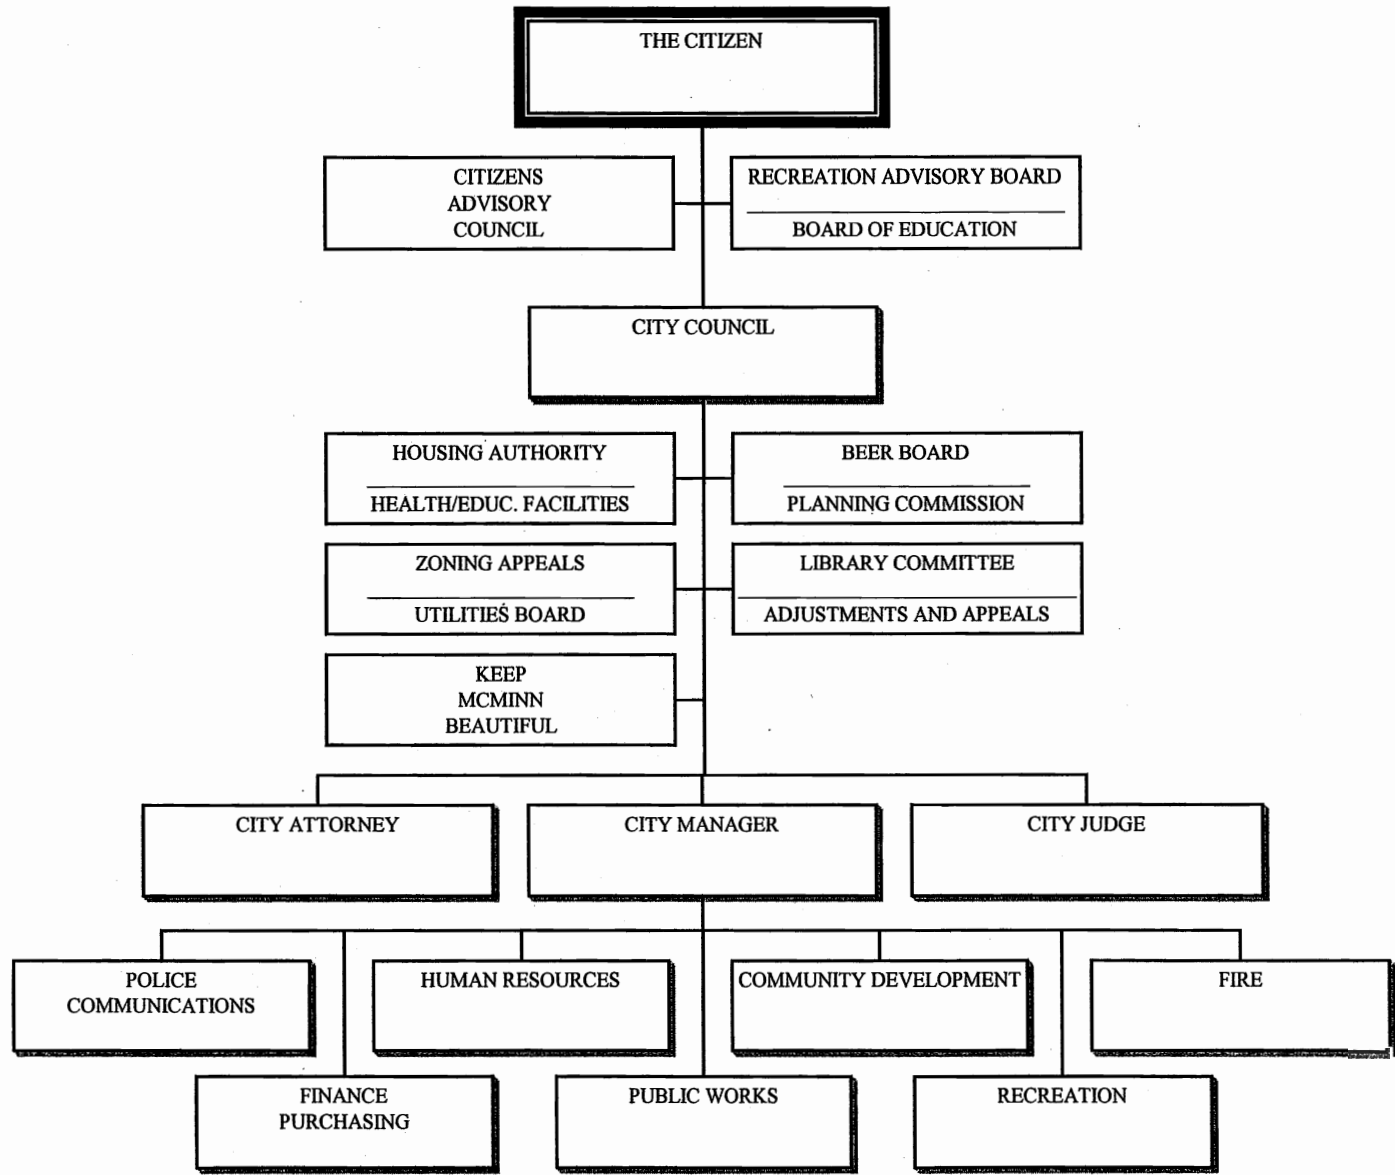 THE CITIZEN
CITIZENS
ADVISORY
COUNCIL
RECREATION ADVISORY BOARD
BOARD OF EDUCATION
CITY COUNCIL
HOUSING AUTHORITY
HEALTH/EDUC. FACILITIES
BEER BOARD
PLANNING COMMISSION
ZONING APPEALS
UTILITIES BOARD
LIBRARY COMMITTEE
ADJUSTMENTS AND APPEALS
KEEP
MCMINN
BEAUTIFUL
CITY ATTORNEY
CITY MANAGER
CITY JUDGE
POLICE
COMMUNICATIONS
HUMAN RESOURCES
COMMUNITY DEVELOPMENT
FIRE
FINANCE
PURCHASING
PUBLIC WORKS
RECREATION